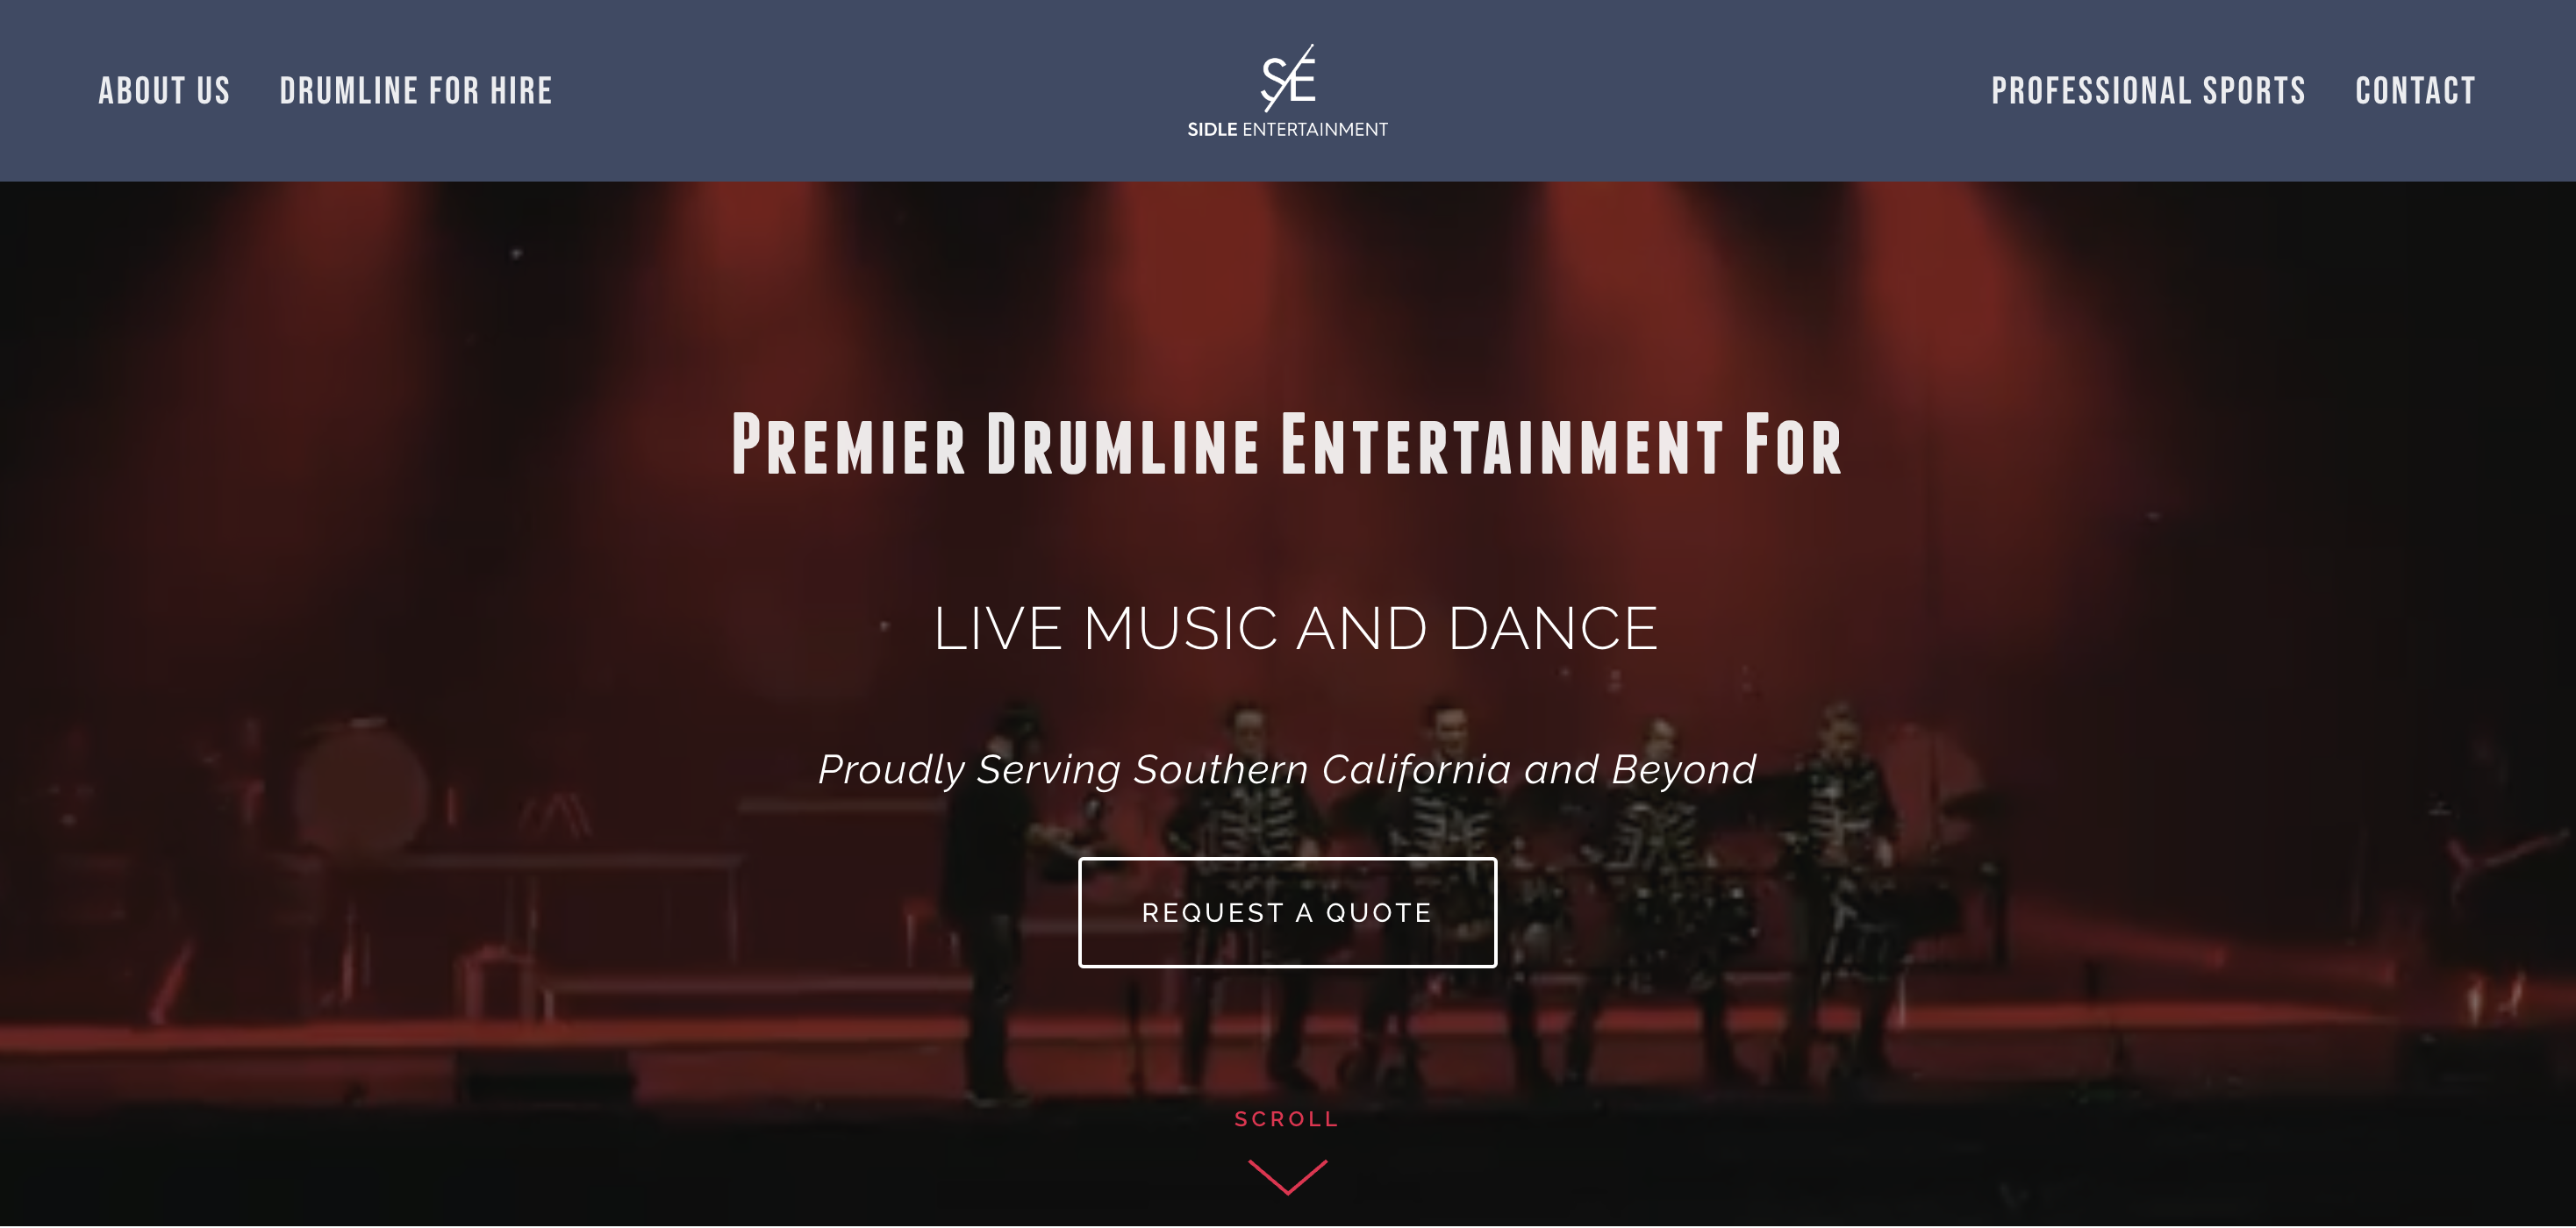 ABOUT US
DRUMLINE FOR HIRE
S/E
SIDLE ENTERTAINMENT
PROFESSIONAL SPORTS
CONTACT
Premier Drumline Entertainment For
LIVE MUSIC AND DANCE
Proudly Serving Southern California and Beyond
REQUEST A QUOTE
SCROLL